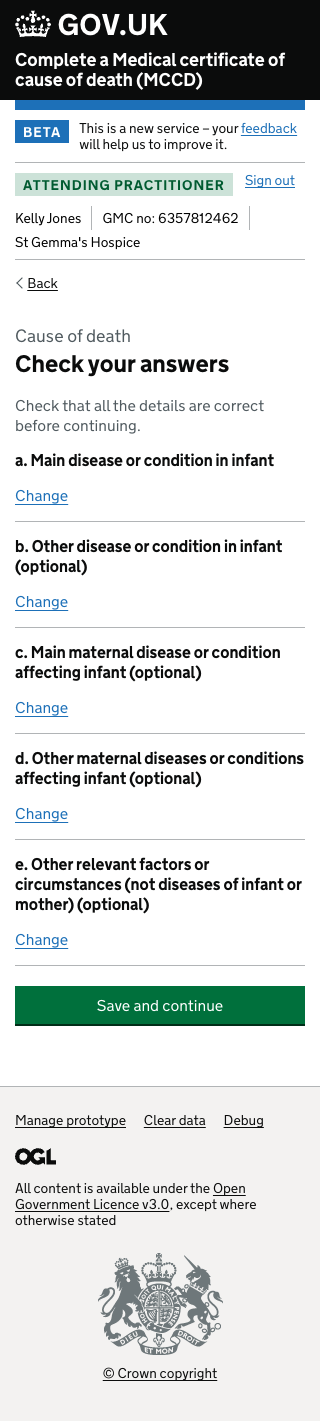 GOV.UK
Complete a Medical certificate of
cause of death (MCCD)
BETA
This is a new service – your feedback
will help us to improve it.
ATTENDING PRACTITIONER
Sign out
Kelly Jones
GMC no: 6357812462
St Gemma's Hospice
Back
Cause of death
Check your answers
Check that all the details are correct
before continuing.
a. Main disease or condition in infant
Change
b. Other disease or condition in infant
(optional)
Change
c. Main maternal disease or condition
affecting infant (optional)
Change
d. Other maternal diseases or conditions
affecting infant (optional)
Change
e. Other relevant factors or
circumstances (not diseases of infant or
mother) (optional)
Change
Save and continue
Manage prototype Clear data Debug
OGL
All content is available under the Open
Government Licence v3.0, except where
otherwise stated
DIEU ET MON DROIT
© Crown copyright